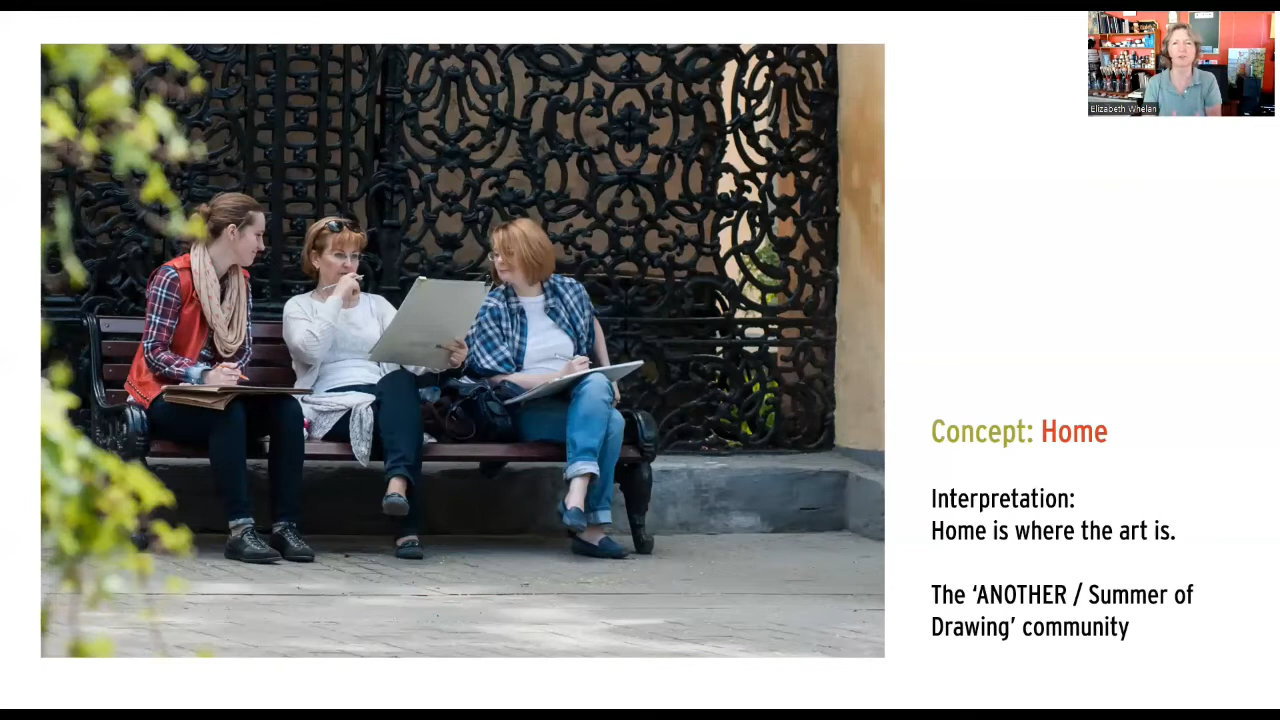 Elizabeth Whelan
Concept: Home
Interpretation:
Home is where the art is.
The ‘ANOTHER / Summer of
Drawing’ community